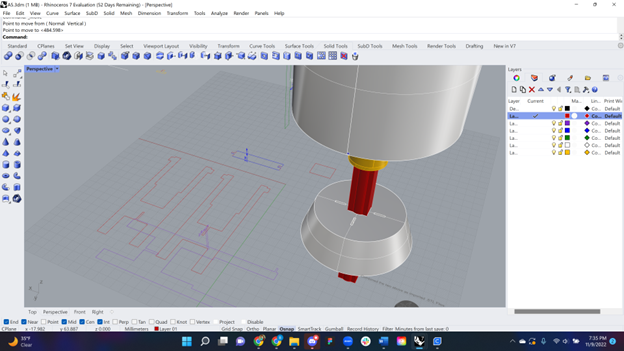 A5.3dm (1 MB) - Rhinoceros 7 Evaluation (52 Days Remaining) - [Perspective]
File Edit View Curve Surface SubD Solid Mesh Dimension Transform Tools Analyze Render Panels Help
Point to move from ( Normal Vertical )
Point to move to <484.598>:
Command:
Standard CPlanes Set View Display Select Viewport Layout Visibility Transform Curve Tools Surface Tools Solid Tools SubD Tools Mesh Tools Render Tools Drafting New in V7
Perspective
Layers
Layer Current Ma... Lin... Print Wi
De... Co... Default
La... Co... Default
La... Co... Default
La... Co... Default
La... Co... Default
La... Co... Default
La... Co... Default
Top Perspective Front Right
End Near Point Mid Cen Int Perp Tan Quad Knot Vertex Project Disable
CPlane x -17.982 y 63.887 z 0.000 Millimeters Layer 01 Grid Snap Ortho Planar Osnap SmartTrack Gumball Record History Filter Minutes from last save: 0
35°F
Clear
7:35 PM
11/9/2022